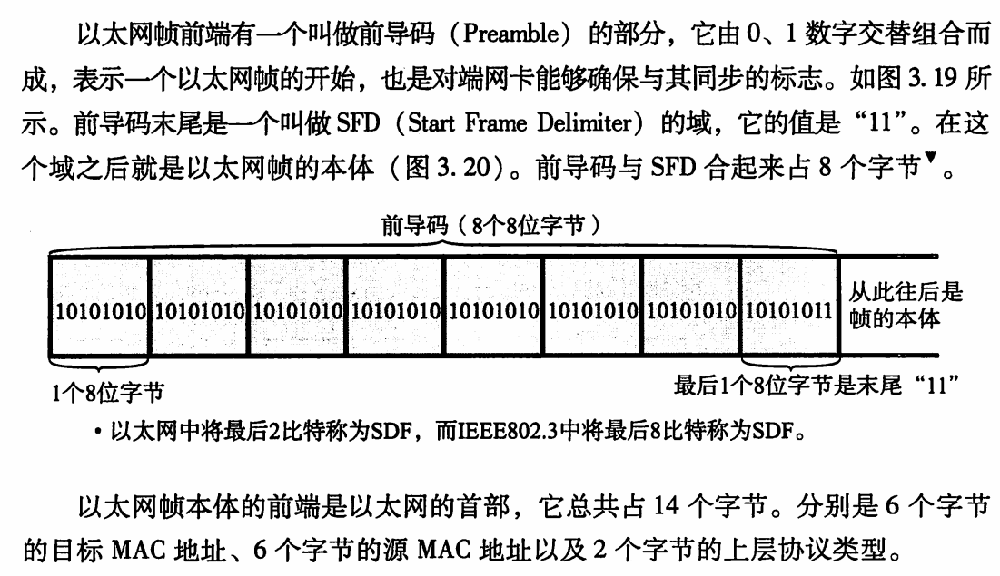 以太网帧前端有一个叫做前导码（Preamble）的部分，它由 0、1 数字交替组合而
成，表示一个以太网帧的开始，也是对端网卡能够确保与其同步的标志。如图 3.19 所
示。前导码末尾是一个叫做 SFD（Start Frame Delimiter）的域，它的值是“11”。在这
个域之后就是以太网帧的本体（图 3.20）。前导码与 SFD 合起来占 8 个字节▼。
前导码（8个8位字节）
10101010 10101010 10101010 10101010 10101010 10101010 10101010 10101011
从此往后是
帧的本体
1个8位字节
最后1个8位字节是末尾“11”
·以太网中将最后2比特称为SDF，而IEEE802.3中将最后8比特称为SDF。
以太网帧本体的前端是以太网的首部，它总共占 14 个字节。分别是 6 个字节
的目标 MAC 地址、6 个字节的源 MAC 地址以及 2 个字节的上层协议类型。